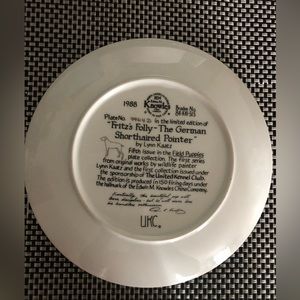 1988
Knowles
Plate No. in the limited edition of
"Fritz's Folly - The German
Shorthaired Pointer"
by Lynn Kaatz
Fifth issue in the Field Puppies
plate collection. The first series
from original works by wildlife painter
Lynn Kaatz and the first collection issued under
the sponsorship of The United Kennel Club.
The edition is produced in 150 firing days under
the hallmark of the Edwin M. Knowles China Company.
UKC.